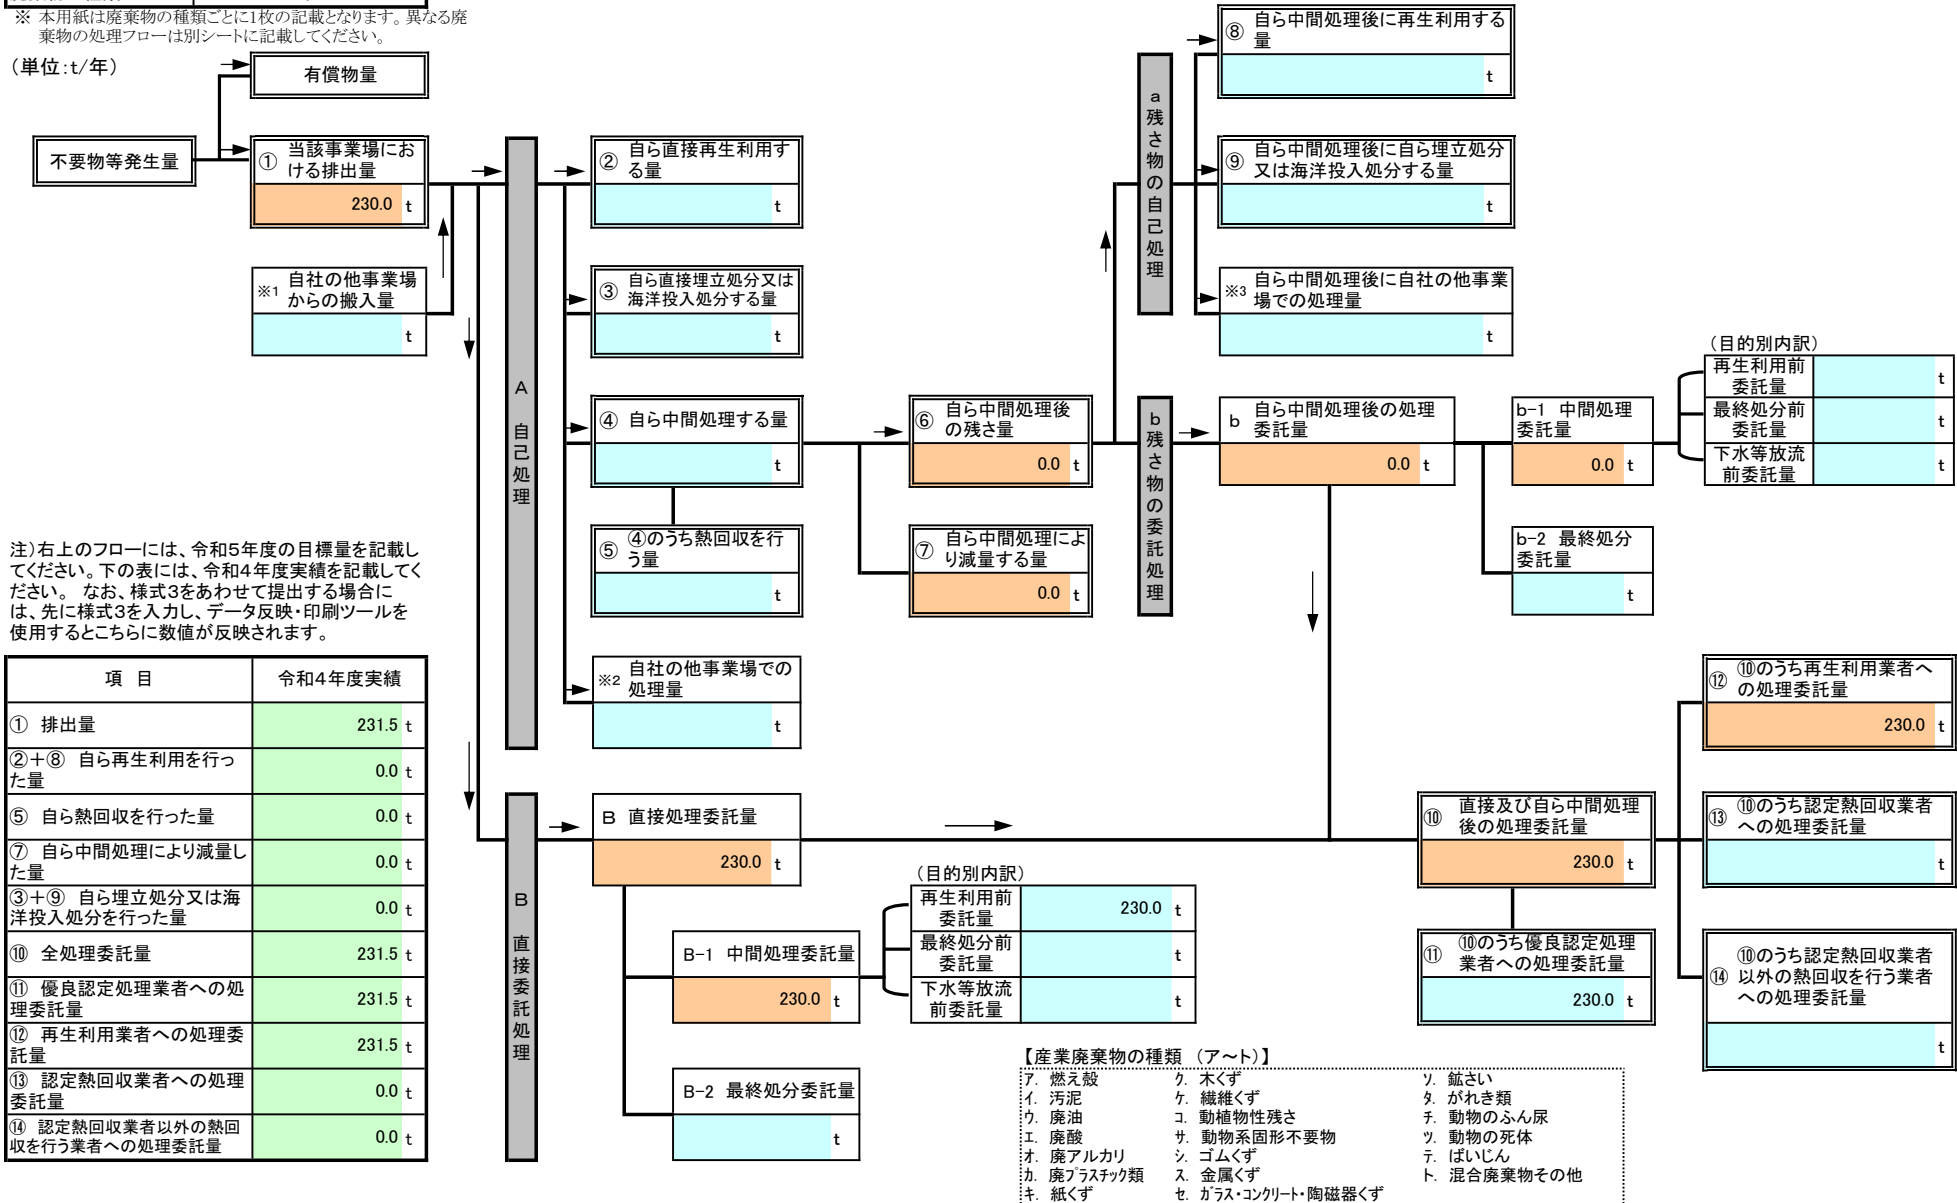 ※ 本用紙は廃棄物の種類ごとに1枚の記載となります。異なる廃
棄物の処理フローは別シートに記載してください。
(単位:t/年)
有償物量
不要物等発生量
① 当該事業場にお
ける排出量
230.0 t
※1 自社の他事業場
からの搬入量
t
A 自己処理
② 自ら直接再生利用す
る量
t
③ 自ら直接埋立処分又は
海洋投入処分する量
t
④ 自ら中間処理する量
t
⑤ ④のうち熱回収を行
う量
t
※2 自社の他事業場での
処理量
t
⑥ 自ら中間処理後
の残さ量
0.0 t
⑦ 自ら中間処理によ
り減量する量
0.0 t
a 残さ物の自己処理
⑧ 自ら中間処理後に再生利用する
量
t
⑨ 自ら中間処理後に自ら埋立処分
又は海洋投入処分する量
t
※3 自ら中間処理後に自社の他事業
場での処理量
t
b 残さ物の委託処理
b 自ら中間処理後の処理
委託量
0.0 t
b-1 中間処理
委託量
0.0 t
(目的別内訳)
再生利用前
委託量
t
最終処分前
委託量
t
下水等放流
前委託量
t
b-2 最終処分
委託量
t
注)右上のフローには、令和5年度の目標量を記載し
てください。下の表には、令和4年度実績を記載してく
ださい。 なお、様式3をあわせて提出する場合に
は、先に様式3を入力し、データ反映・印刷ツールを
使用するとこちらに数値が反映されます。
項 目 令和4年度実績
① 排出量 231.5 t
②+⑧ 自ら再生利用を行っ
た量
0.0 t
⑤ 自ら熱回収を行った量 0.0 t
⑦ 自ら中間処理により減量し
た量
0.0 t
③+⑨ 自ら埋立処分又は海
洋投入処分を行った量
0.0 t
⑩ 全処理委託量 231.5 t
⑪ 優良認定処理業者への処
理委託量
231.5 t
⑫ 再生利用業者への処理委
託量
231.5 t
⑬ 認定熱回収業者への処理
委託量
0.0 t
⑭ 認定熱回収業者以外の熱回
収を行う業者への処理委託量
0.0 t
B 直接委託処理
B 直接処理委託量
230.0 t
B-1 中間処理委託量
230.0 t
B-2 最終処分委託量
t
(目的別内訳)
再生利用前
委託量
230.0 t
最終処分前
委託量
t
下水等放流
前委託量
t
⑩ 直接及び自ら中間処理
後の処理委託量
230.0 t
⑪ ⑩のうち優良認定処理
業者への処理委託量
230.0 t
⑫ ⑩のうち再生利用業者へ
の処理委託量
230.0 t
⑬ ⑩のうち認定熱回収業者
への処理委託量
t
⑭ ⑩のうち認定熱回収業者
以外の熱回収を行う業者
への処理委託量
t
【産業廃棄物の種類 (ア~ト)】
ア. 燃え殻 ク. 木くず ソ. 鉱さい
イ. 汚泥 ケ. 繊維くず タ. がれき類
ウ. 廃油 コ. 動植物性残さ チ. 動物のふん尿
エ. 廃酸 サ. 動物系固形不要物 ツ. 動物の死体
オ. 廃アルカリ シ. ゴムくず テ. ばいじん
カ. 廃プラスチック類 ス. 金属くず ト. 混合廃棄物その他
キ. 紙くず セ. ガラス・コンクリート・陶磁器くず